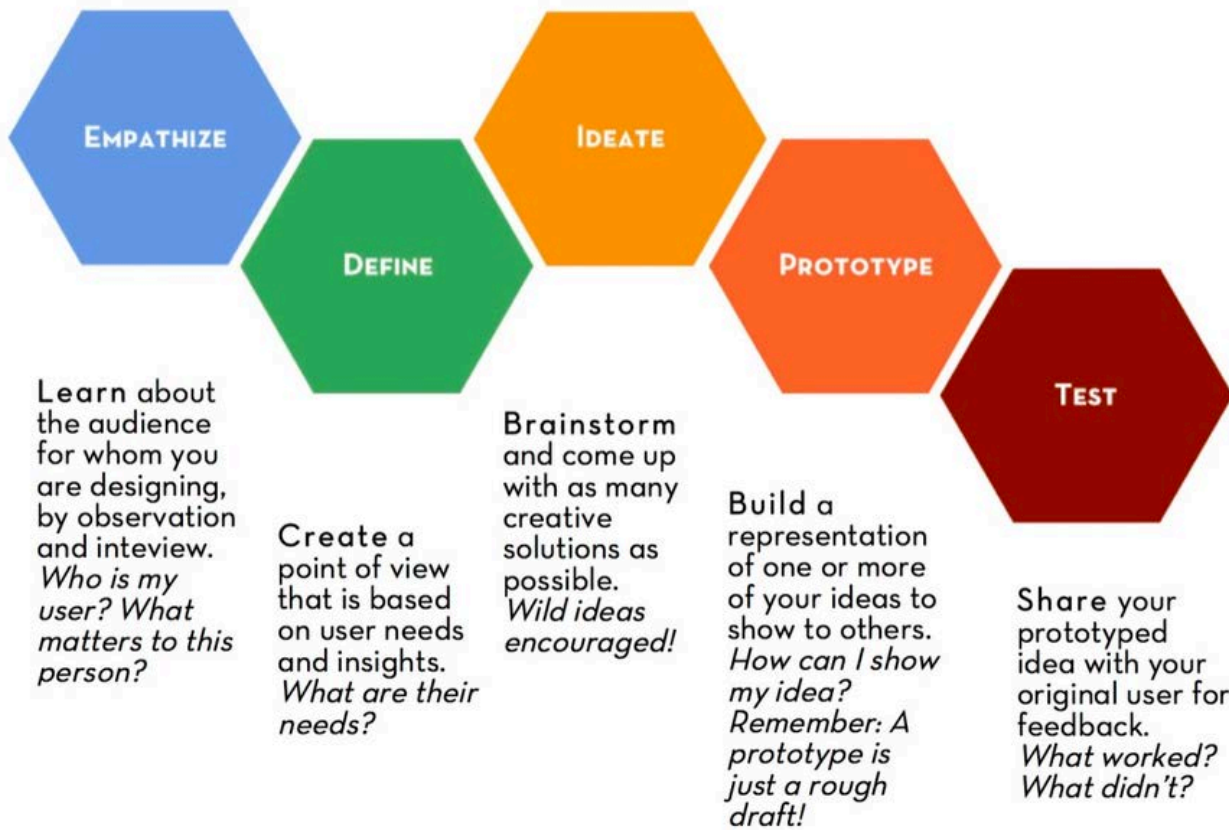 EMPATHIZE
Learn about
the audience
for whom you
are designing,
by observation
and inteview.
Who is my
user? What
matters to this
person?
DEFINE
Create a
point of view
that is based
on user needs
and insights.
What are their
needs?
IDEATE
Brainstorm
and come up
with as many
creative
solutions as
possible.
Wild ideas
encouraged!
PROTOTYPE
Build a
representation
of one or more
of your ideas to
show to others.
How can I show
my idea?
Remember: A
prototype is
just a rough
draft!
TEST
Share your
prototyped
idea with your
original user for
feedback.
What worked?
What didn't?